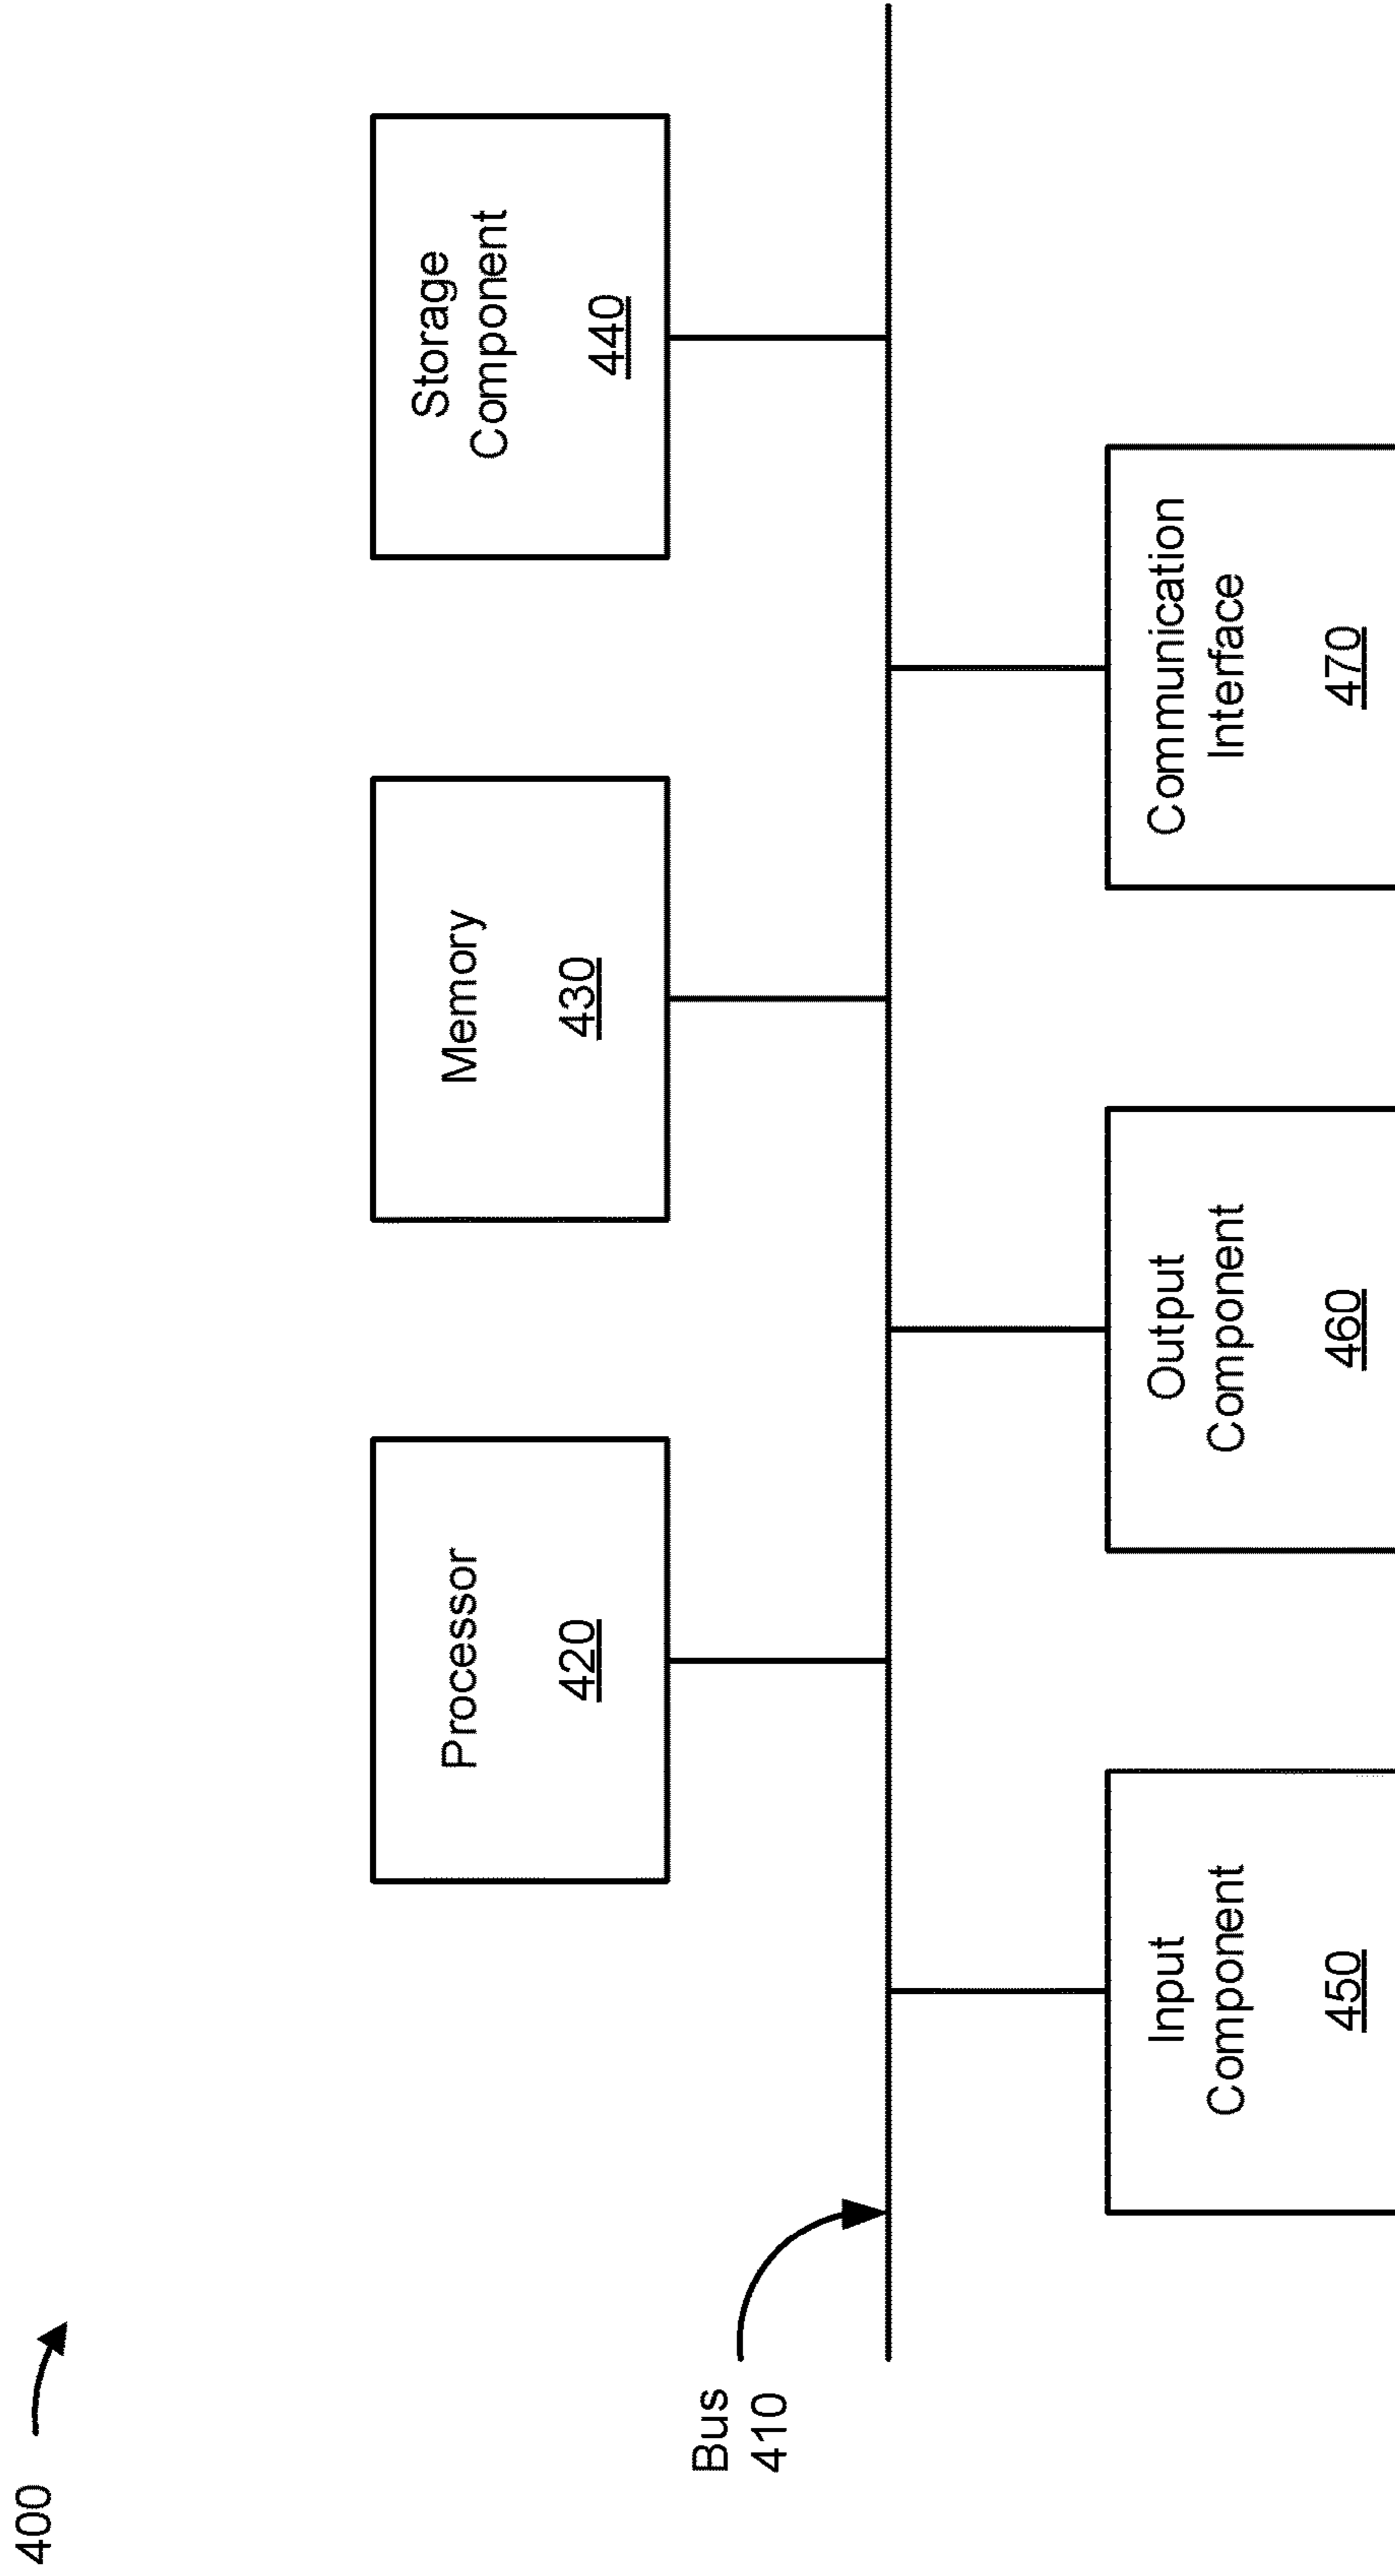 400
Bus
410
Processor
420
Memory
430
Storage
Component
440
Input
Component
450
Output
Component
460
Communication
Interface
470